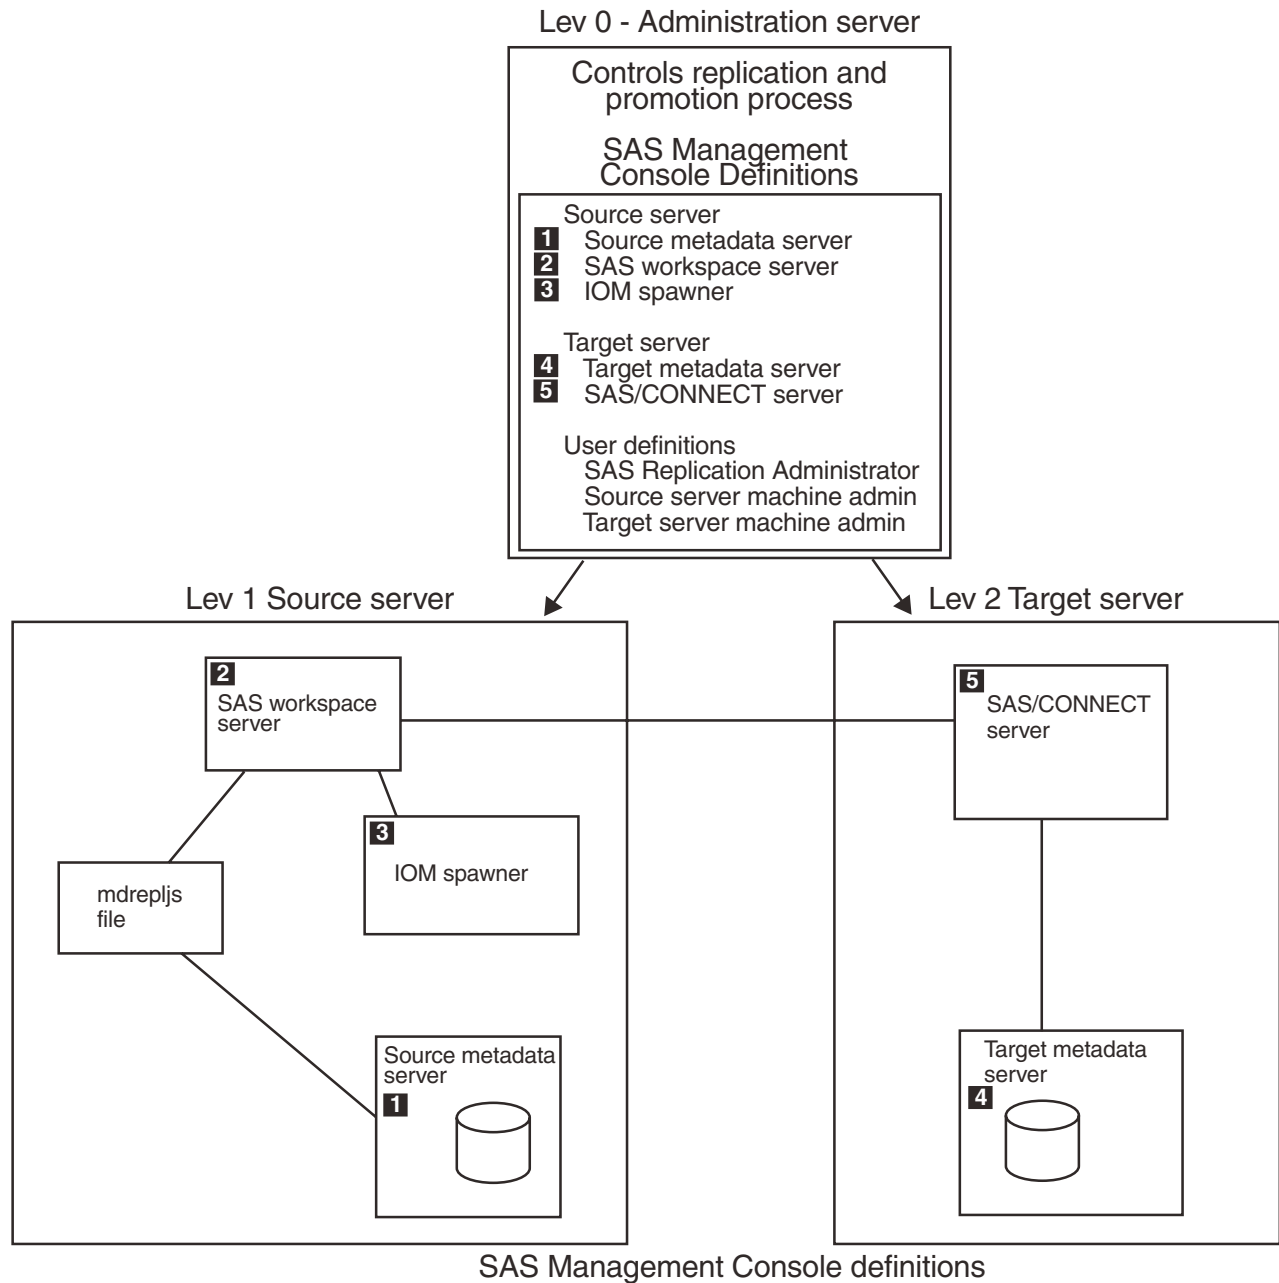 Lev 0 - Administration server
Controls replication and
promotion process
SAS Management
Console Definitions
Source server
1 Source metadata server
2 SAS workspace server
3 IOM spawner
Target server
4 Target metadata server
5 SAS/CONNECT server
User definitions
SAS Replication Administrator
Source server machine admin
Target server machine admin
Lev 1 Source server
2
SAS workspace
server
3
IOM spawner
mdrepljs
file
Source metadata
server
1
Lev 2 Target server
5
SAS/CONNECT
server
Target metadata
server
4
SAS Management Console definitions